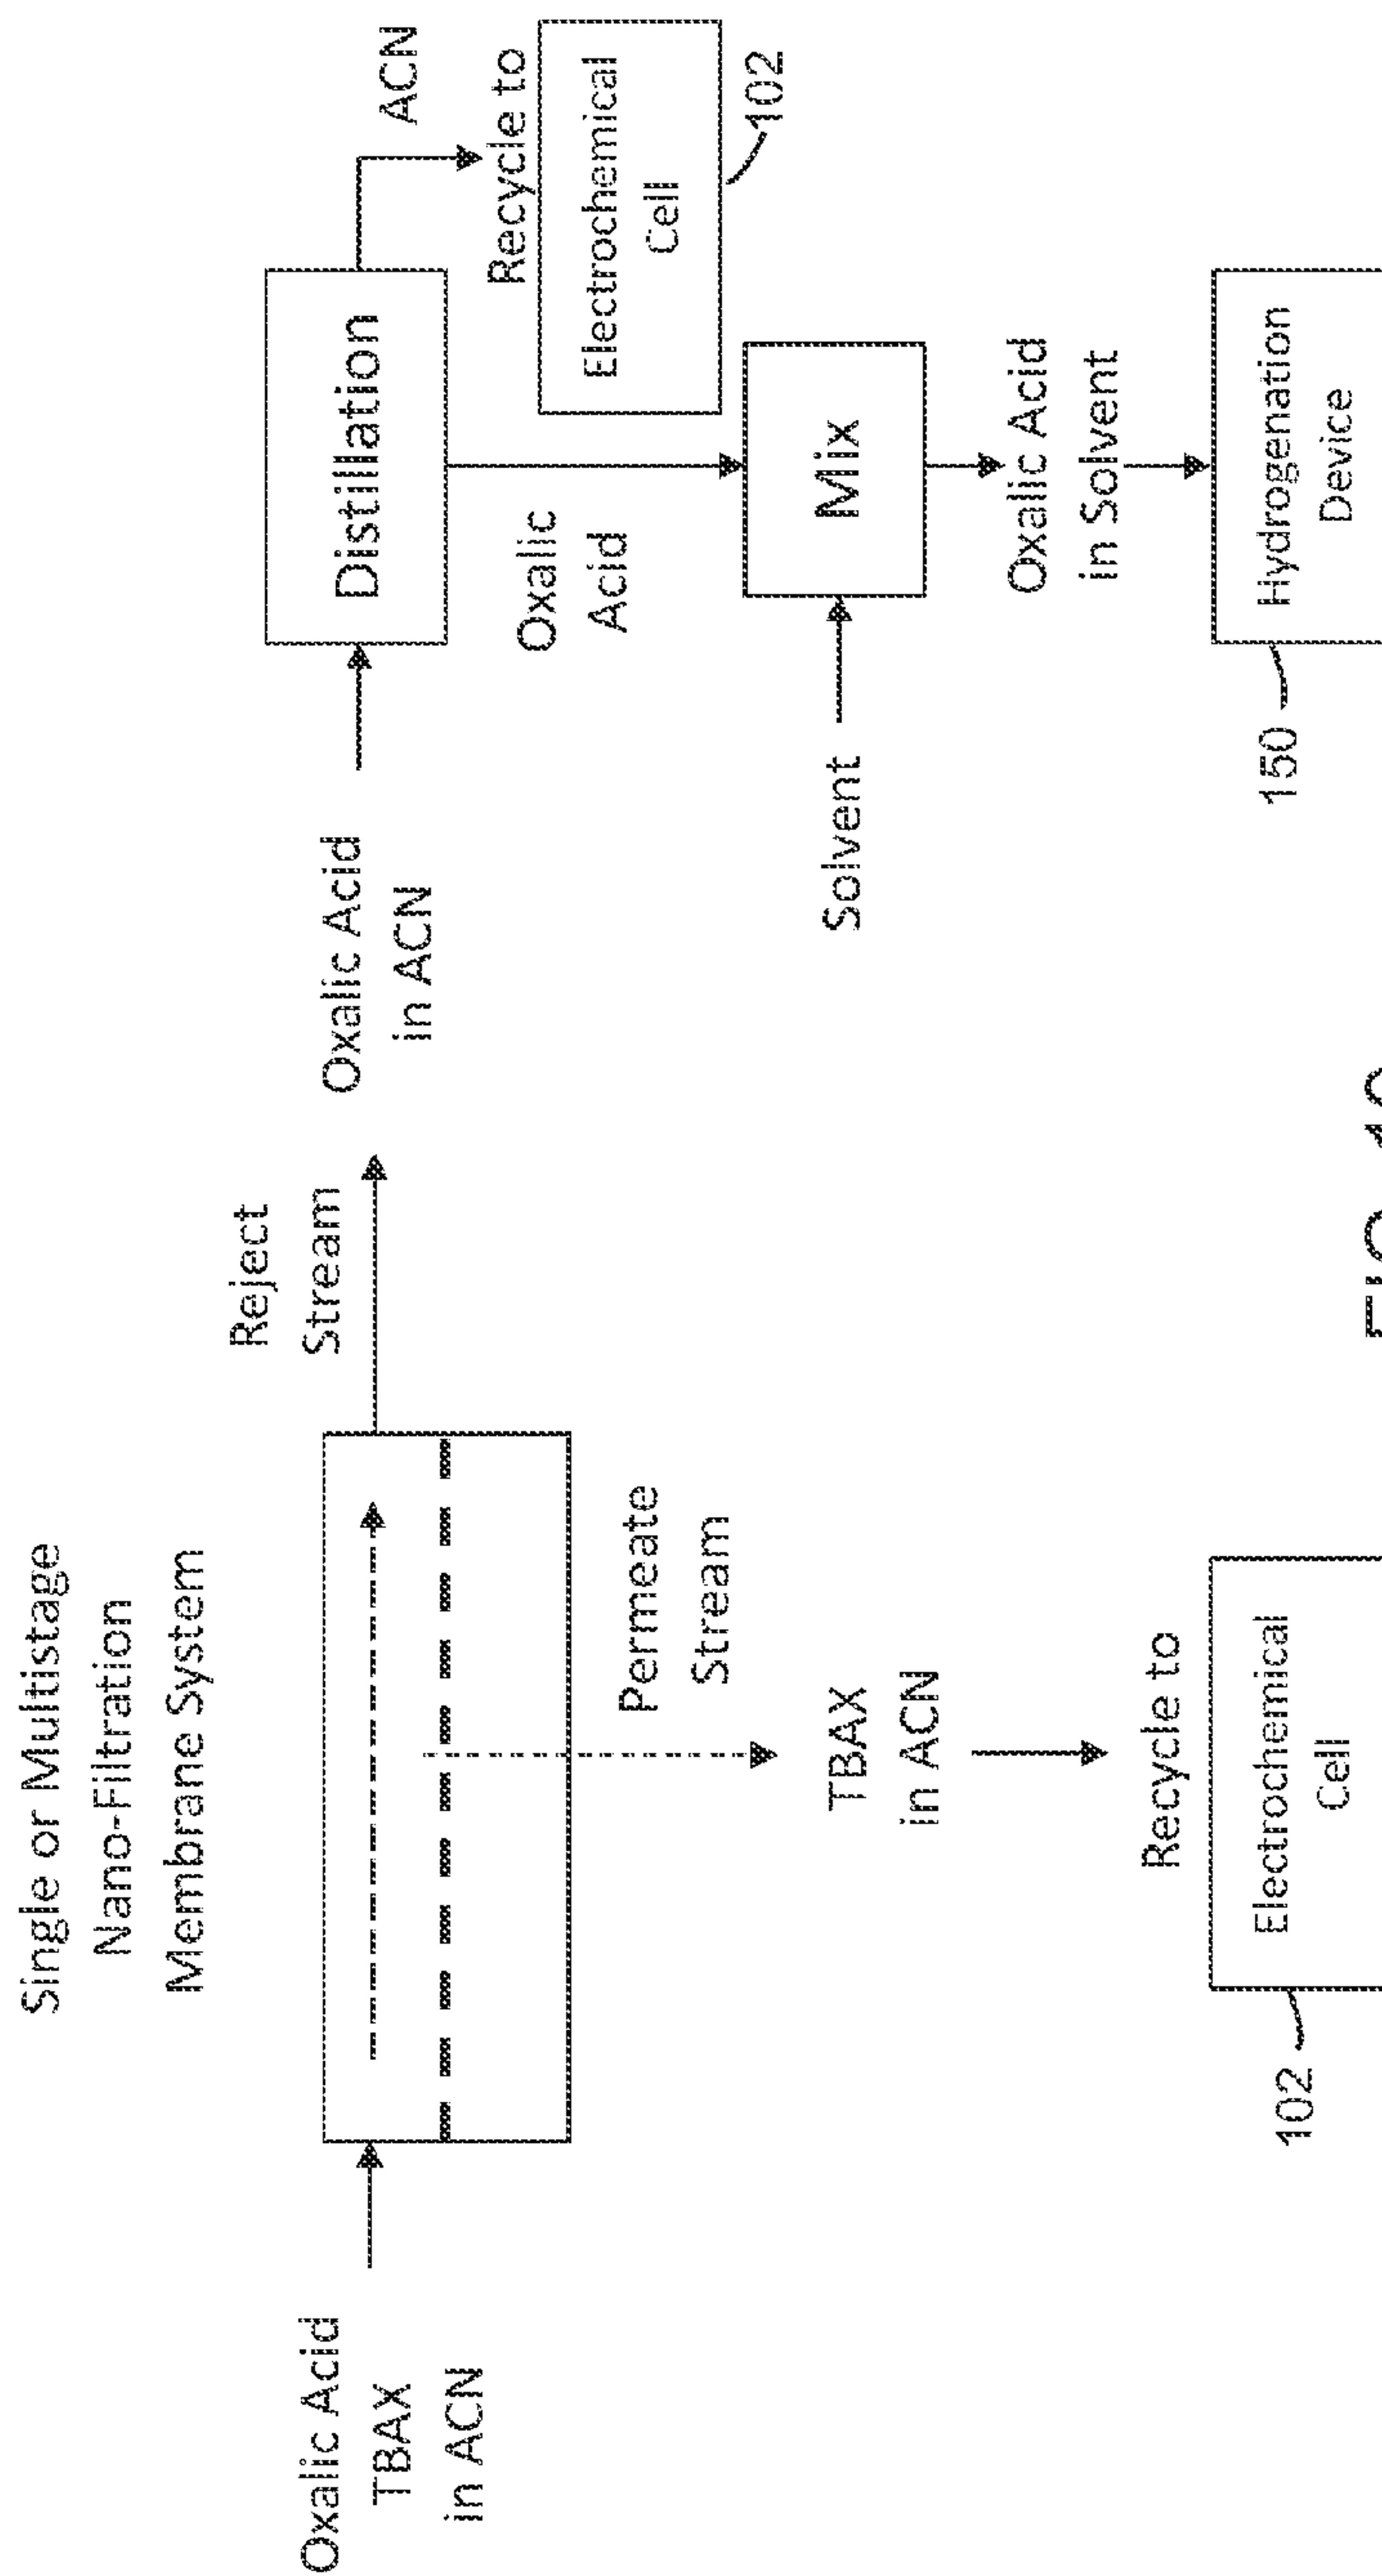 Single or Multistage
Nano-Filtration
Membrane System
Oxalic Acid
TBAX
in ACN
Reject
Stream
Permeate
Stream
TBAX
in ACN
Recycle to
Electrochemical
Cell
102
Oxalic Acid
in ACN
Distillation
ACN
Recycle to
Electrochemical
Cell
102
Oxalic
Acid
Solvent
Mix
Oxalic Acid
in Solvent
Hydrogenation
Device
150